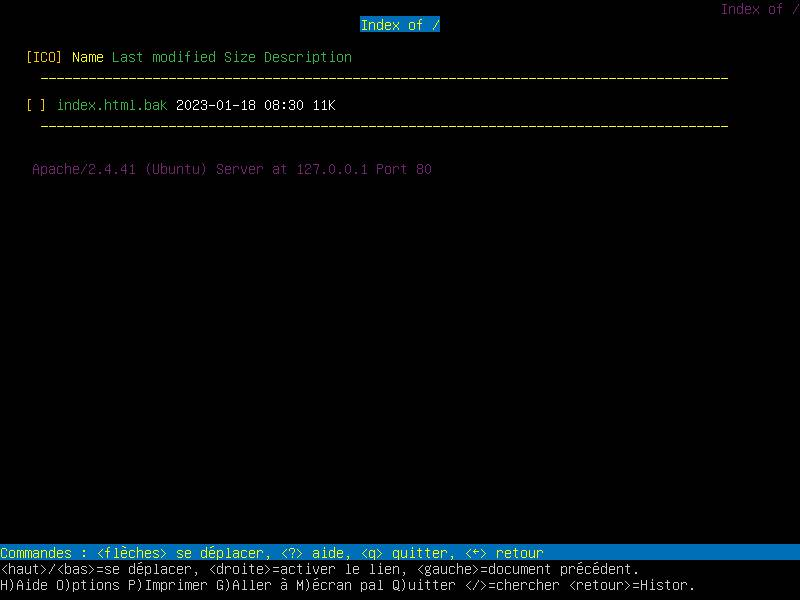 Index of /
Index of /
[ICO] Name Last modified Size Description
[ ] index.html.bak 2023-01-18 08:30 11K
Apache/2.4.41 (Ubuntu) Server at 127.0.0.1 Port 80
Commandes : <flèches> se déplacer, <?> aide, <q> quitter, <←> retour
<haut>/<bas>=se déplacer, <droite>=activer le lien, <gauche>=document précédent.
H)Aide O)ptions P)Imprimer G)Aller à M)écran pal Q)uitter </>=chercher <retour>=Histor.